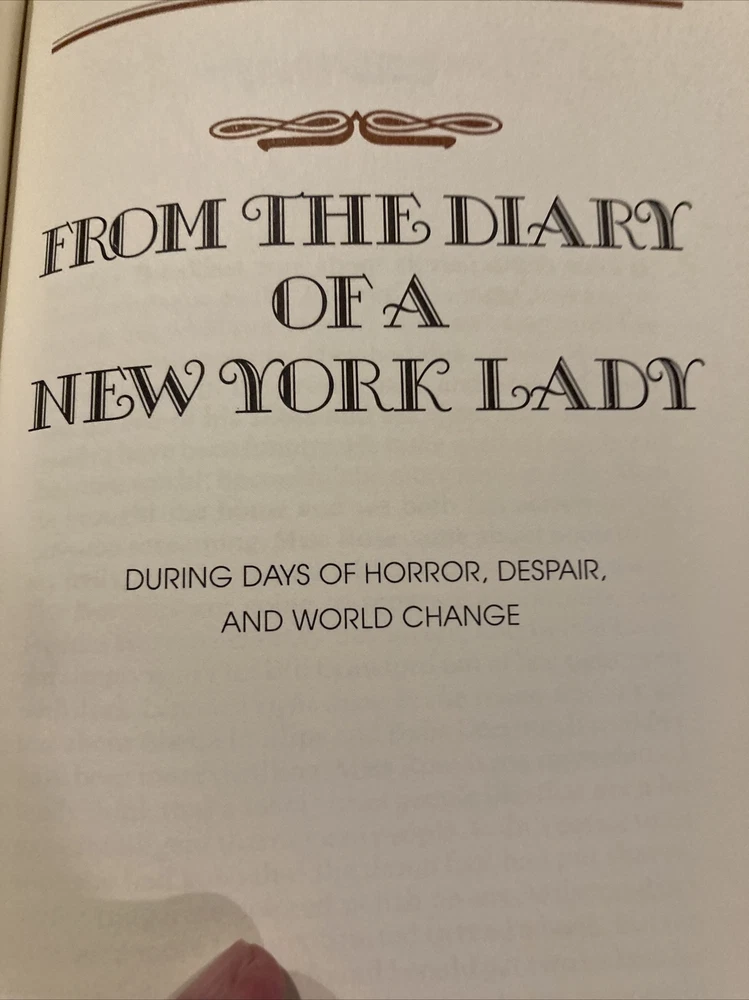 FROM THE DIARY
OF A
NEW YORK LADY
DURING DAYS OF HORROR, DESPAIR,
AND WORLD CHANGE